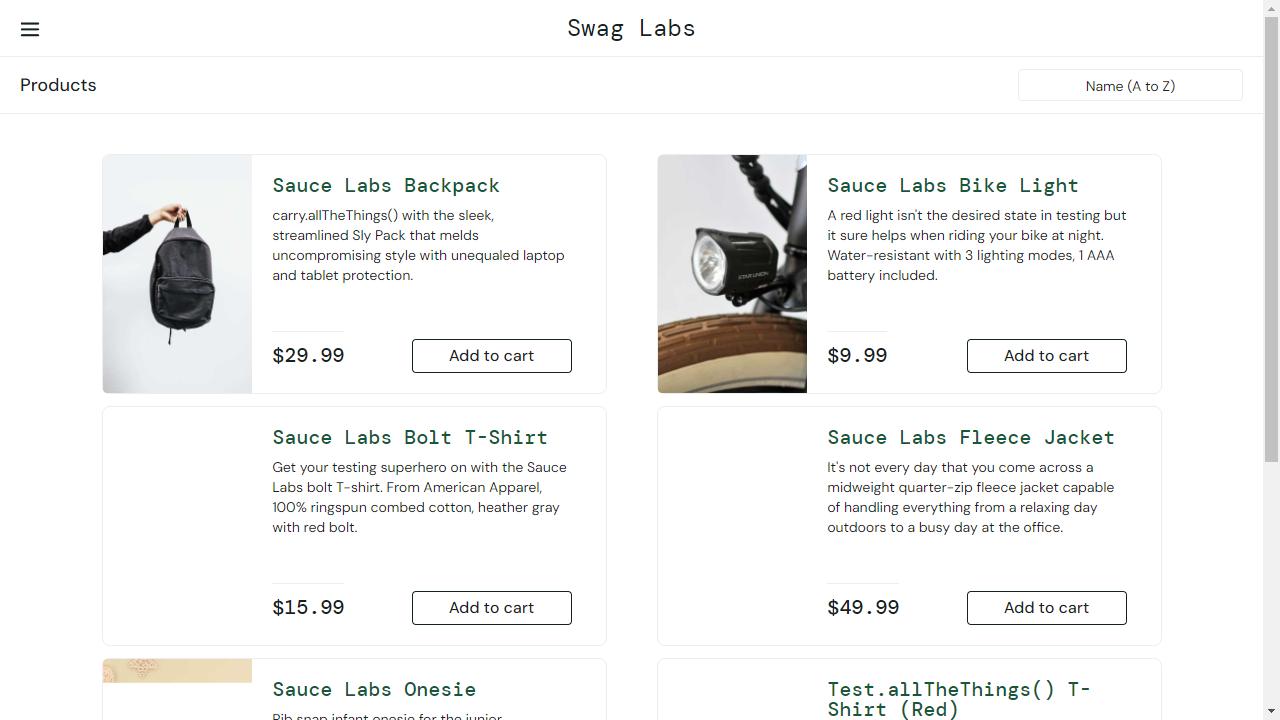 Swag Labs
Products
Name (A to Z)
Sauce Labs Backpack
carry.allTheThings() with the sleek,
streamlined Sly Pack that melds
uncompromising style with unequaled laptop
and tablet protection.
$29.99
Add to cart
Sauce Labs Bike Light
A red light isn't the desired state in testing but
it sure helps when riding your bike at night.
Water-resistant with 3 lighting modes, 1 AAA
battery included.
$9.99
Add to cart
Sauce Labs Bolt T-Shirt
Get your testing superhero on with the Sauce
Labs bolt T-shirt. From American Apparel,
100% ringspun combed cotton, heather gray
with red bolt.
$15.99
Add to cart
Sauce Labs Fleece Jacket
It's not every day that you come across a
midweight quarter-zip fleece jacket capable
of handling everything from a relaxing day
outdoors to a busy day at the office.
$49.99
Add to cart
Sauce Labs Onesie
Rib snap infant onesie for the junior
Test.allTheThings() T-
Shirt (Red)